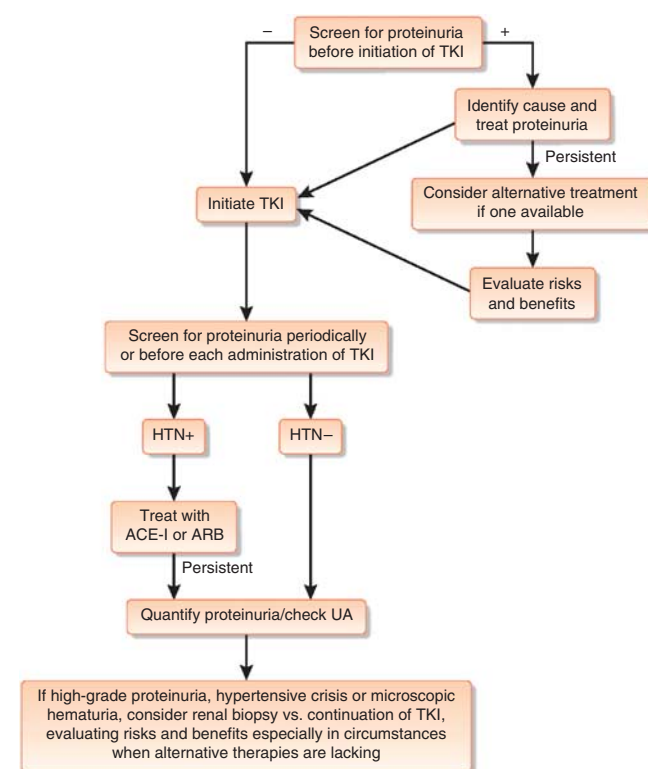 Screen for proteinuria
before initiation of TKI
–
+
Identify cause and
treat proteinuria
Persistent
Initiate TKI
Consider alternative treatment
if one available
Evaluate risks
and benefits
Screen for proteinuria periodically
or before each administration of TKI
HTN+
HTN–
Treat with
ACE-I or ARB
Persistent
Quantify proteinuria/check UA
If high-grade proteinuria, hypertensive crisis or microscopic
hematuria, consider renal biopsy vs. continuation of TKI,
evaluating risks and benefits especially in circumstances
when alternative therapies are lacking